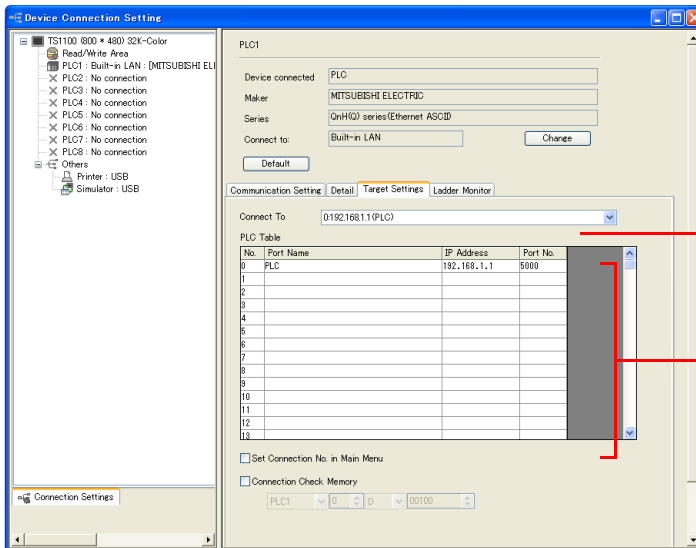 Device Connection Setting
TS1100 (800 * 480) 32K-Color
Read/Write Area
PLC1 : Built-in LAN : [MITSUBISHI ELI
PLC2 : No connection
PLC3 : No connection
PLC4 : No connection
PLC5 : No connection
PLC6 : No connection
PLC7 : No connection
PLC8 : No connection
Others
Printer : USB
Simulator : USB
Connection Settings
PLC1
Device connected PLC
Maker MITSUBISHI ELECTRIC
Series QnH(Q) series(Ethernet ASCII)
Connect to: Built-in LAN Change
Default
Communication Setting Detail Target Settings Ladder Monitor
Connect To 0:192.168.1.1(PLC)
PLC Table
No. Port Name IP Address Port No.
0 PLC 192.168.1.1 5000
1
2
3
4
5
6
7
8
9
10
11
12
13
Set Connection No. in Main Menu
Connection Check Memory
PLC1 0 D 00100